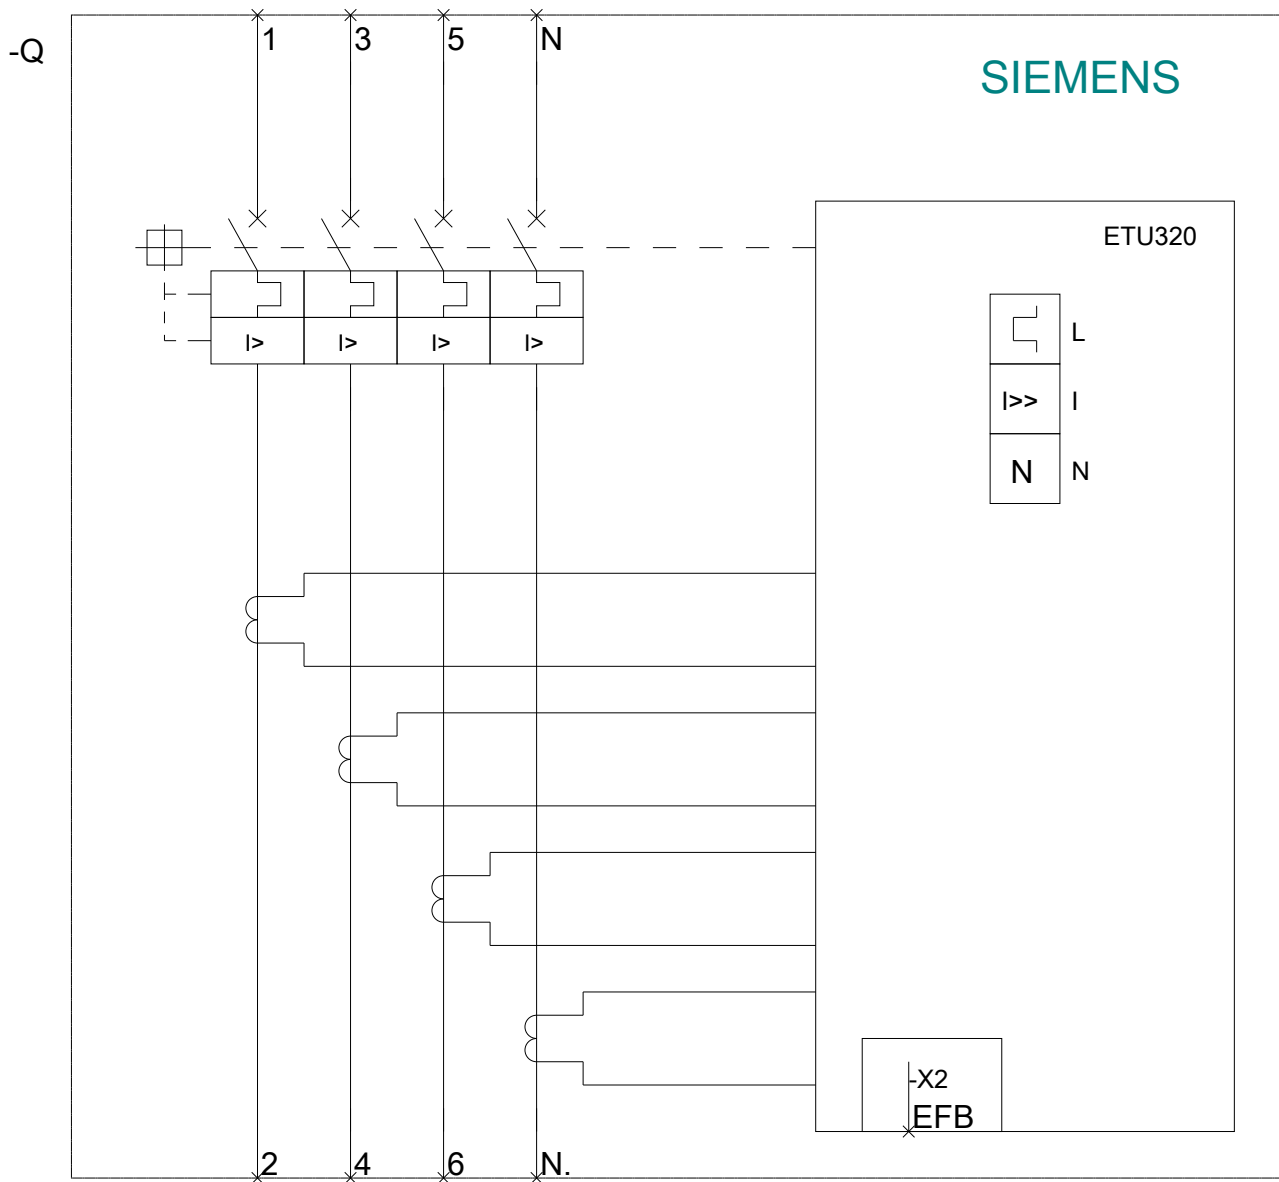 1 3 5 N
-Q
SIEMENS
ETU320
L
I> I> I> I>
I>> I
N N
-X2
EFB
2 4 6 N.